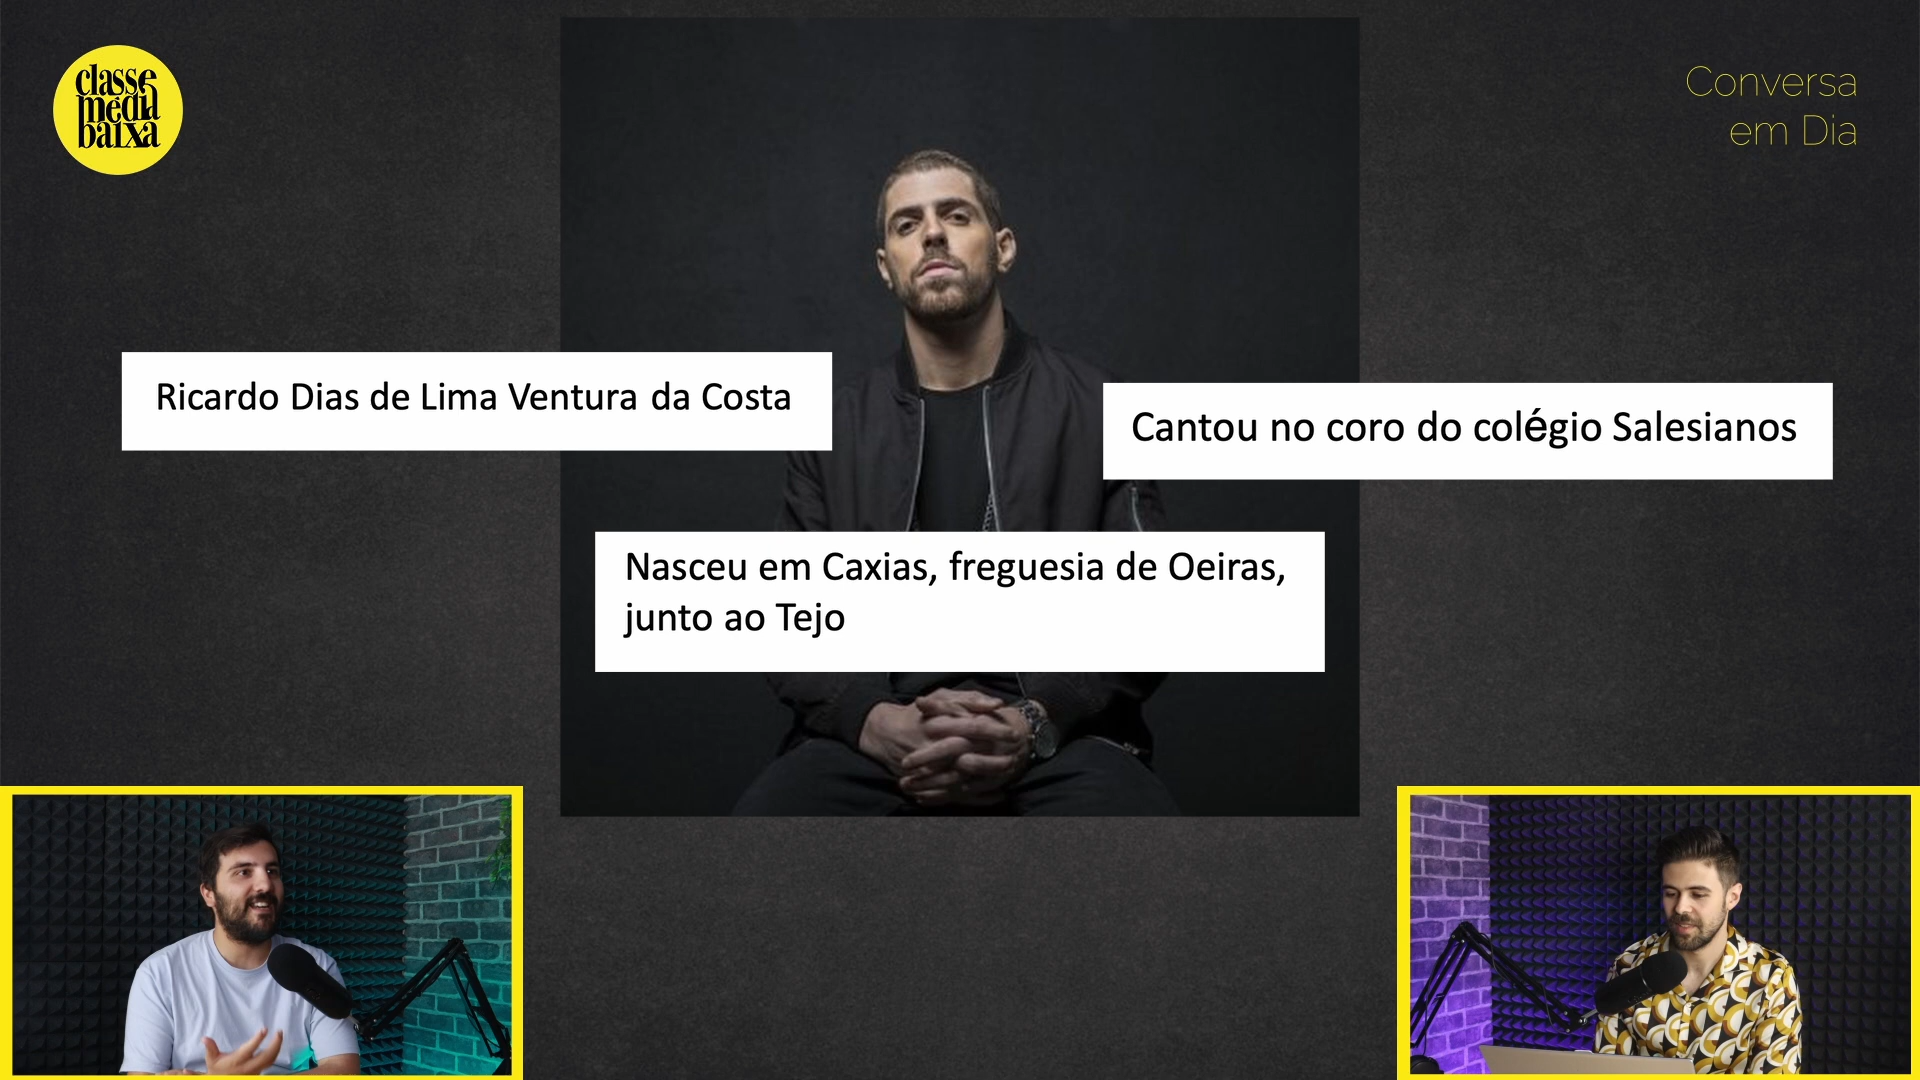 classe
média
baixa
Conversa
em Dia
Ricardo Dias de Lima Ventura da Costa
Cantou no coro do colégio Salesianos
Nasceu em Caxias, freguesia de Oeiras,
junto ao Tejo